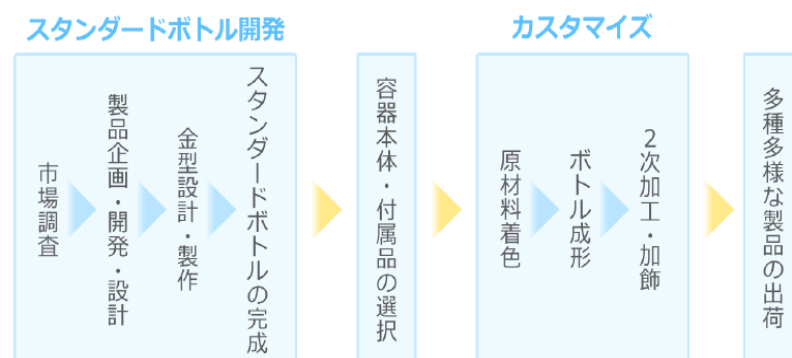 スタンダードボトル開発
市場調査
製品企画・開発・設計
金型設計・製作
スタンダードボトルの完成
容器本体・付属品の選択
カスタマイズ
原材料着色
ボトル成形
2次加工・加飾
多種多様な製品の出荷